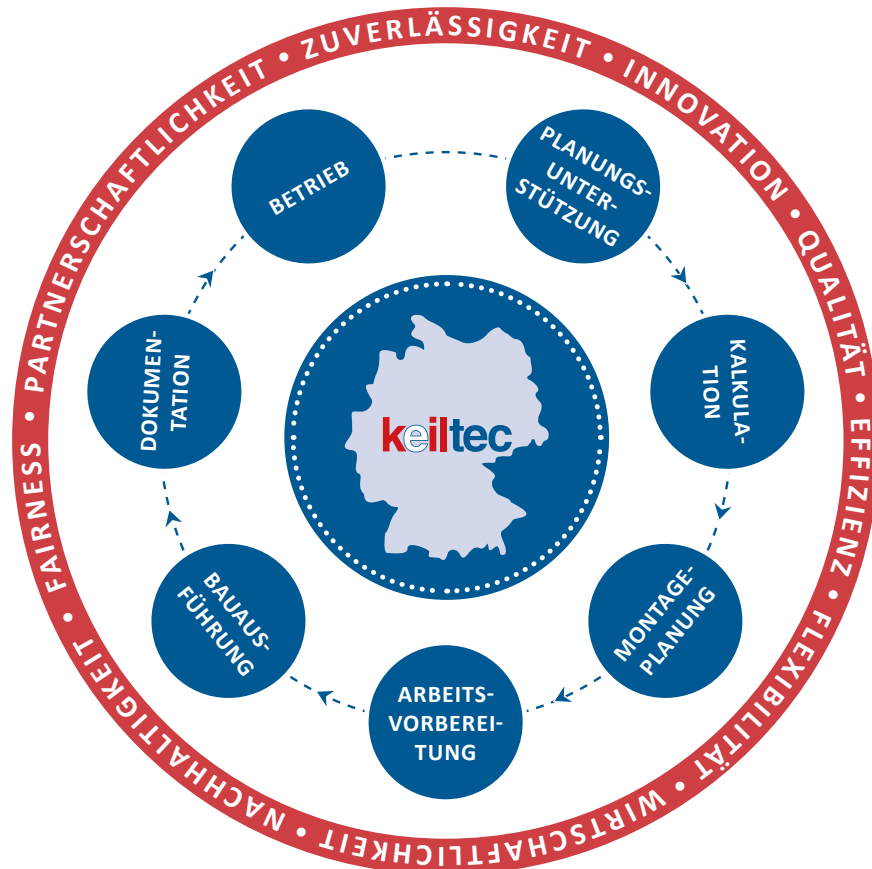 PARTNERSCHAFTLICHKEIT • ZUVERLÄSSIGKEIT • INNOVATION • QUALITÄT • EFFIZIENZ • FLEXIBILITÄT • WIRTSCHAFTLICHKEIT • NACHHALTIGKEIT • FAIRNESS •
PLANUNGS-
UNTER-
STÜTZUNG
KALKULA-
TION
MONTAGE-
PLANUNG
ARBEITS-
VORBEREI-
TUNG
BAUAUS-
FÜHRUNG
DOKUMEN-
TATION
BETRIEB
keiltec